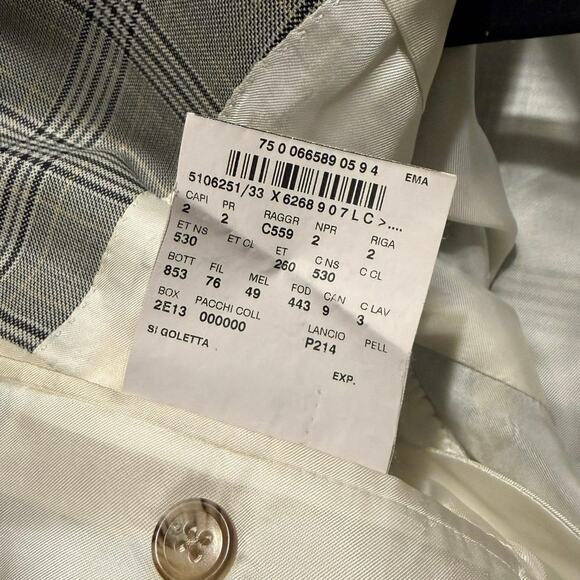 75 0 066589 05 9 4
EMA
5106251/33 X 6268 9 0 7 L C >....
CAPI PR RAGGR NPR RIGA
2 2 C559 2 2
ET NS ET CL ET C NS C CL
530 260 530
BOTT FIL MEL FOD CAN C LAV
853 76 49 443 9 3
BOX PACCHI COLL LANCIO PELL
2E13 000000 P214
SI GOLETTA
EXP.